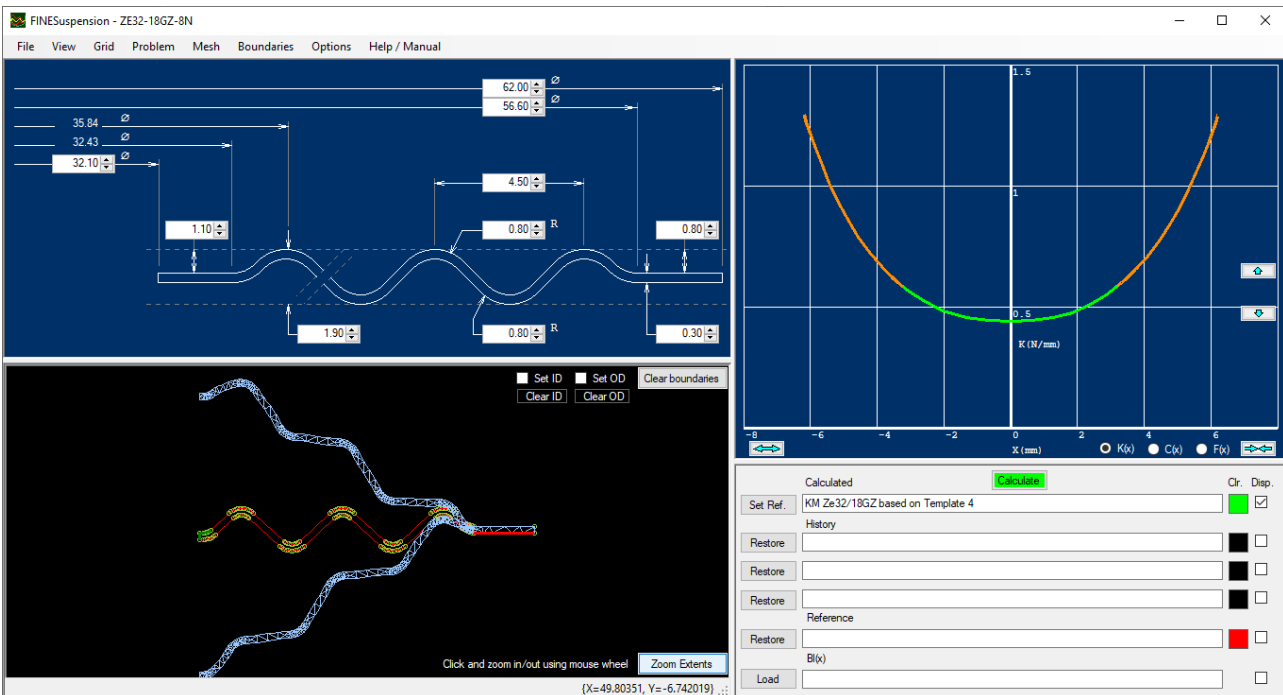 FINESuspension - ZE32-18GZ-8N
File View Grid Problem Mesh Boundaries Options Help / Manual
62.00 Ø
56.60 Ø
35.84 Ø
32.43 Ø
32.10 Ø
4.50
1.10
0.80 R
0.80
1.90
0.80 R
0.30
1.5
1
0.5
K(N/mm)
-8 -6 -4 -2 0 2 4 6
X(mm)
K(x) C(x) F(x)
Set ID Set OD Clear boundaries
Clear ID Clear OD
Click and zoom in/out using mouse wheel Zoom Extents
{X=49.80351, Y=-6.742019}
Calculated Calculate Clr. Disp.
Set Ref. KM Ze32/18GZ based on Template 4
History
Restore
Restore
Restore
Reference
Restore
Bl(x)
Load